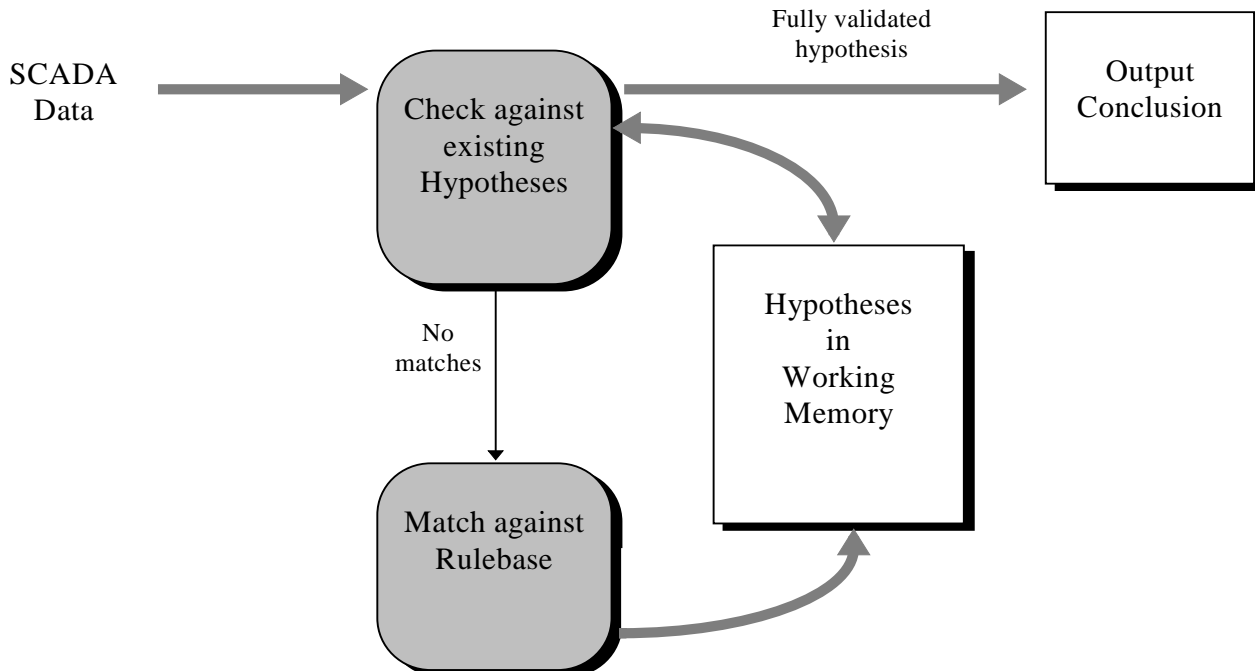 SCADA
Data
Check against
existing
Hypotheses
Fully validated
hypothesis
Output
Conclusion
No
matches
Hypotheses
in
Working
Memory
Match against
Rulebase